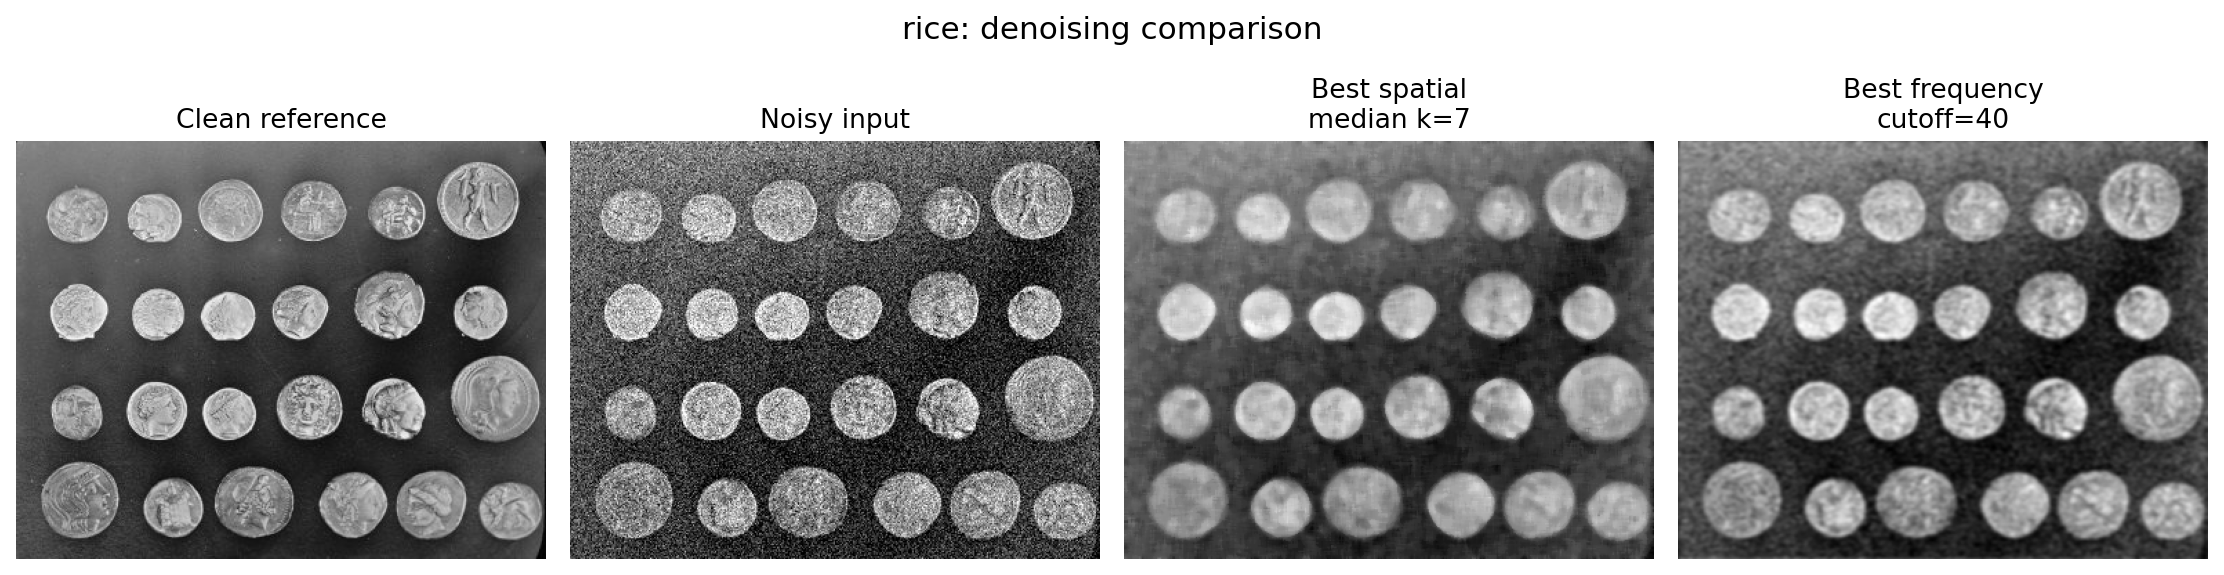 rice: denoising comparison
Clean reference
Noisy input
Best spatial
median k=7
Best frequency
cutoff=40